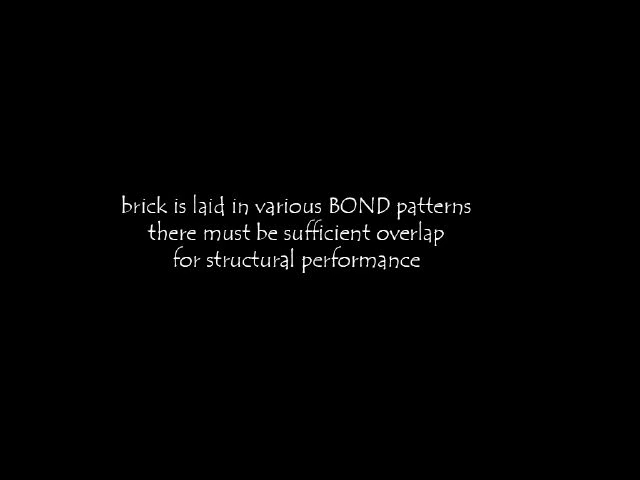 brick is laid in various BOND patterns
there must be sufficient overlap
for structural performance